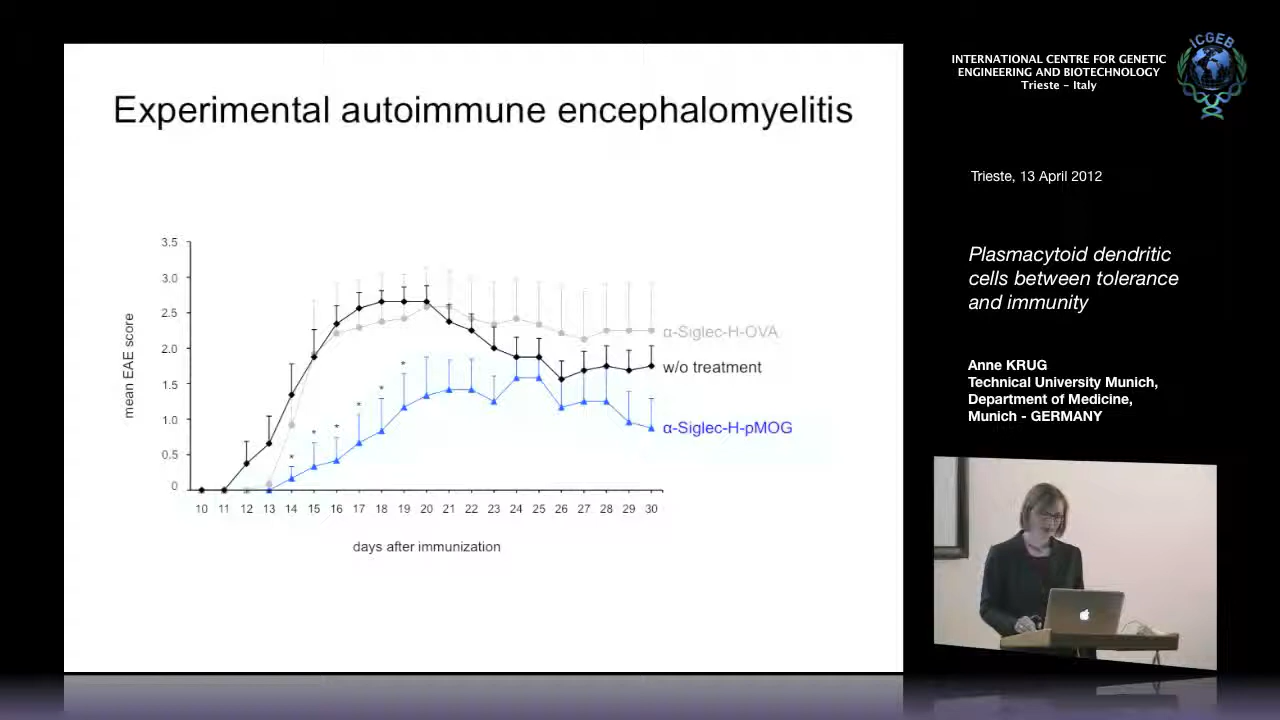 Experimental autoimmune encephalomyelitis
3.5
3.0
2.5
2.0
1.5
1.0
0.5
0
mean EAE score
* * * * * *
α-Siglec-H-OVA
w/o treatment
α-Siglec-H-pMOG
10 11 12 13 14 15 16 17 18 19 20 21 22 23 24 25 26 27 28 29 30
days after immunization
INTERNATIONAL CENTRE FOR GENETIC
ENGINEERING AND BIOTECHNOLOGY
Trieste – Italy
ICGEB
Trieste, 13 April 2012
Plasmacytoid dendritic
cells between tolerance
and immunity
Anne KRUG
Technical University Munich,
Department of Medicine,
Munich - GERMANY